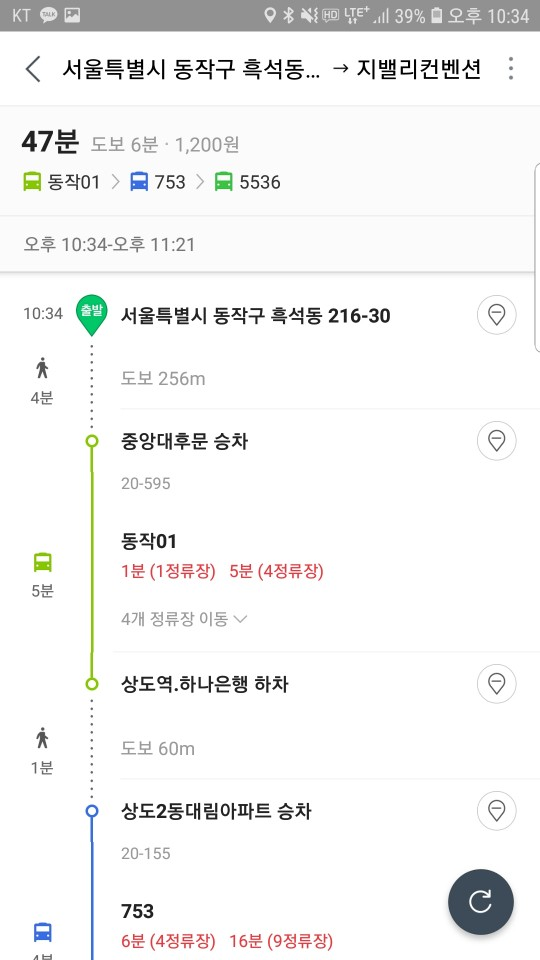 KT TALK HD LTE+ 39% 오후 10:34
서울특별시 동작구 흑석동... → 지밸리컨벤션
47분 도보 6분 · 1,200원
동작01 > 753 > 5536
오후 10:34-오후 11:21
10:34 출발 서울특별시 동작구 흑석동 216-30
4분 도보 256m
중앙대후문 승차
20-595
동작01
1분 (1정류장) 5분 (4정류장)
5분
4개 정류장 이동
상도역.하나은행 하차
1분 도보 60m
상도2동대림아파트 승차
20-155
753
6분 (4정류장) 16분 (9정류장)